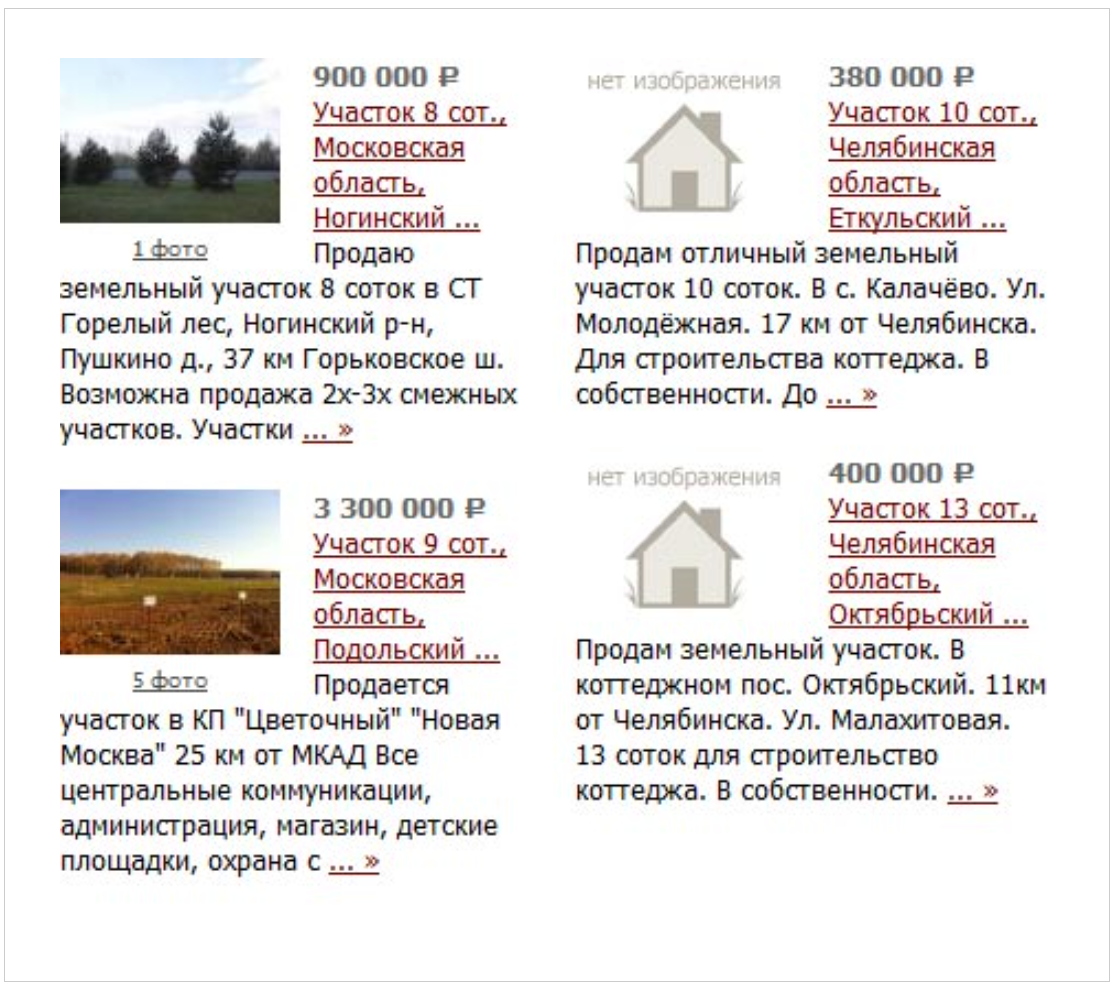 900 000 ₽
Участок 8 сот.,
Московская
область,
Ногинский ...
1 фото
Продаю
земельный участок 8 соток в СТ
Горелый лес, Ногинский р-н,
Пушкино д., 37 км Горьковское ш.
Возможна продажа 2х-3х смежных
участков. Участки ... »
3 300 000 ₽
Участок 9 сот.,
Московская
область,
Подольский ...
5 фото
Продается
участок в КП "Цветочный" "Новая
Москва" 25 км от МКАД Все
центральные коммуникации,
администрация, магазин, детские
площадки, охрана с ... »
нет изображения
380 000 ₽
Участок 10 сот.,
Челябинская
область,
Еткульский ...
Продам отличный земельный
участок 10 соток. В с. Калачёво. Ул.
Молодёжная. 17 км от Челябинска.
Для строительства коттеджа. В
собственности. До ... »
нет изображения
400 000 ₽
Участок 13 сот.,
Челябинская
область,
Октябрьский ...
Продам земельный участок. В
коттеджном пос. Октябрьский. 11км
от Челябинска. Ул. Малахитовая.
13 соток для строительство
коттеджа. В собственности. ... »